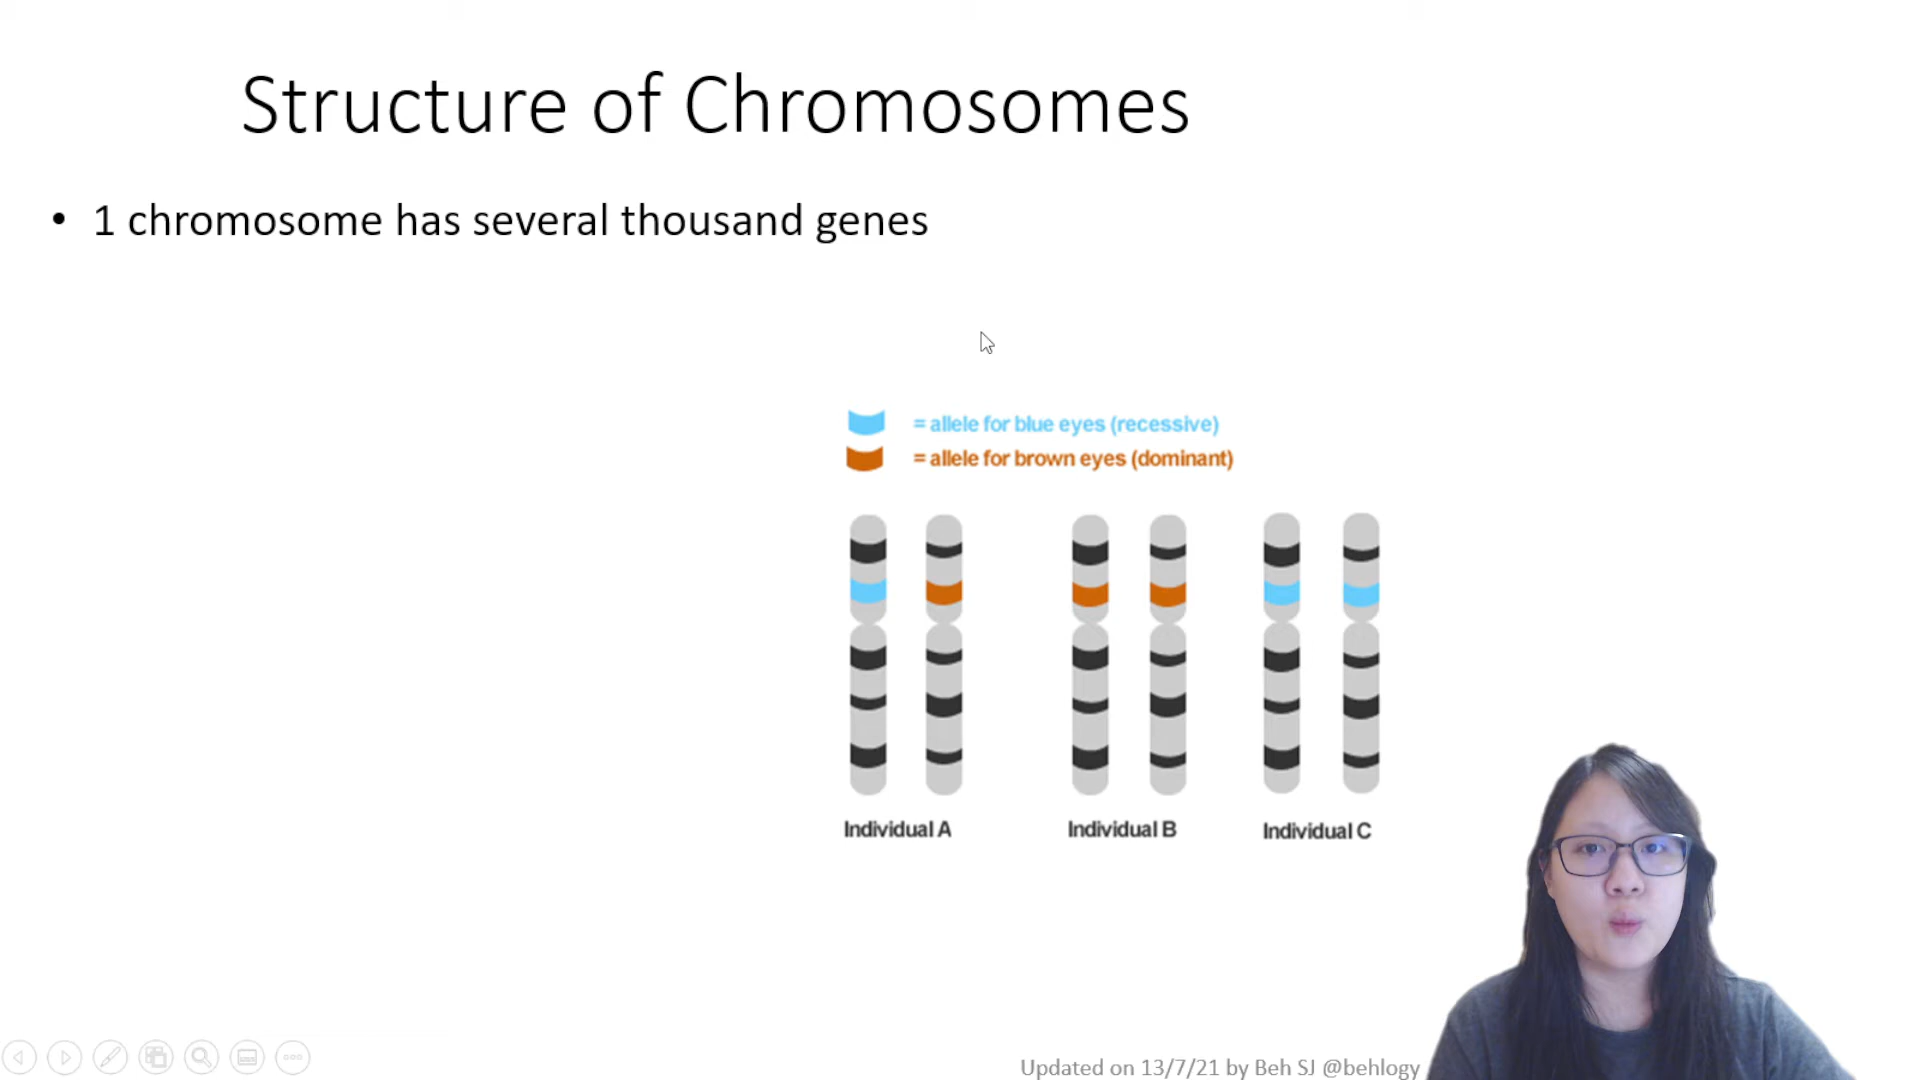 Structure of Chromosomes
• 1 chromosome has several thousand genes
= allele for blue eyes (recessive)
= allele for brown eyes (dominant)
Individual A
Individual B
Individual C
Updated on 13/7/21 by Beh SJ @behlogy